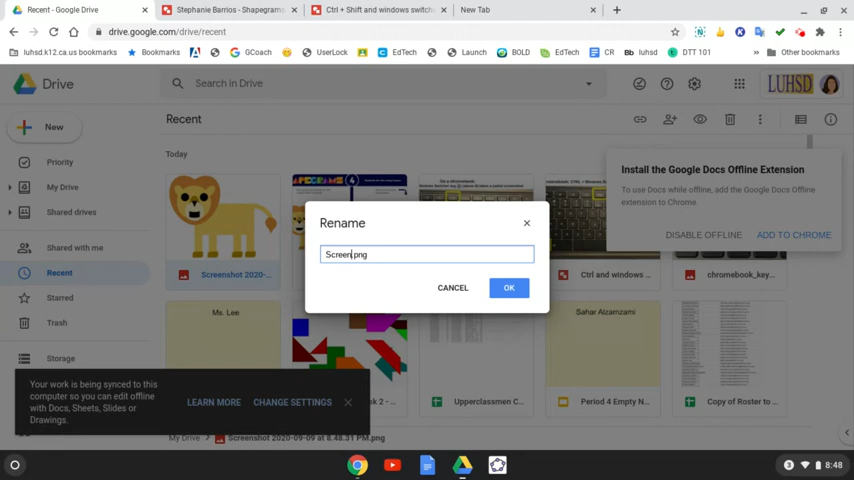 Recent - Google Drive
Stephanie Barrios - Shapegrams
Ctrl + Shift and windows switch
New Tab
drive.google.com/drive/recent
luhsd.k12.ca.us bookmarks
Bookmarks
GCoach
UserLock
EdTech
Launch
BOLD
EdTech
CR
Bb luhsd
DTT 101
Other bookmarks
Drive
Search in Drive
LUHSD
New
Recent
Priority
My Drive
Shared drives
Shared with me
Recent
Starred
Trash
Storage
Today
Install the Google Docs Offline Extension
To use Docs while offline, add the Google Docs Offline
extension to Chrome.
DISABLE OFFLINE
ADD TO CHROME
Rename
Screen.png
CANCEL
OK
Screenshot 2020-...
Ctrl and windows ...
chromebook_key...
Ms. Lee
Sahar Alzamzami
Upperclassmen C...
Period 4 Empty N...
Copy of Roster to ...
Your work is being synced to this
computer so you can edit offline
with Docs, Sheets, Slides or
Drawings.
LEARN MORE
CHANGE SETTINGS
My Drive
Screenshot 2020-09-09 at 8.48.31 PM.png
3
8:48